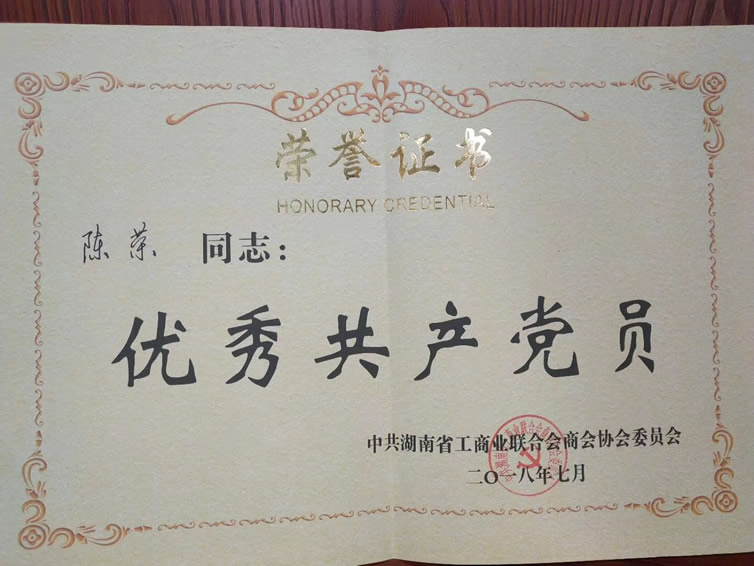 荣誉证书
HONORARY CREDENTIAL
陈荣 同志：
优秀共产党员
中共湖南省工商业联合会商会协会委员会
二〇一八年七月